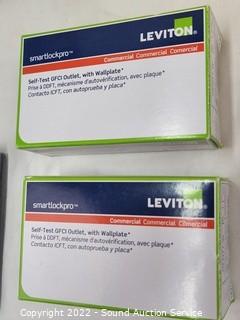 LEVITON®
smartlockpro™
Commercial Commercial Comercial
Self-Test GFCI Outlet, with Wallplate*
Prise à DDFT, mécanisme d'autovérification, avec plaque*
Contacto ICFT, con autoprueba y placa*
LEVITON®
smartlockpro™
Commercial Commercial Comercial
Self-Test GFCI Outlet, with Wallplate*
Prise à DDFT, mécanisme d'autovérification, avec plaque*
Contacto ICFT, con autoprueba y placa*
Copyright 2022 - Sound Auction Service